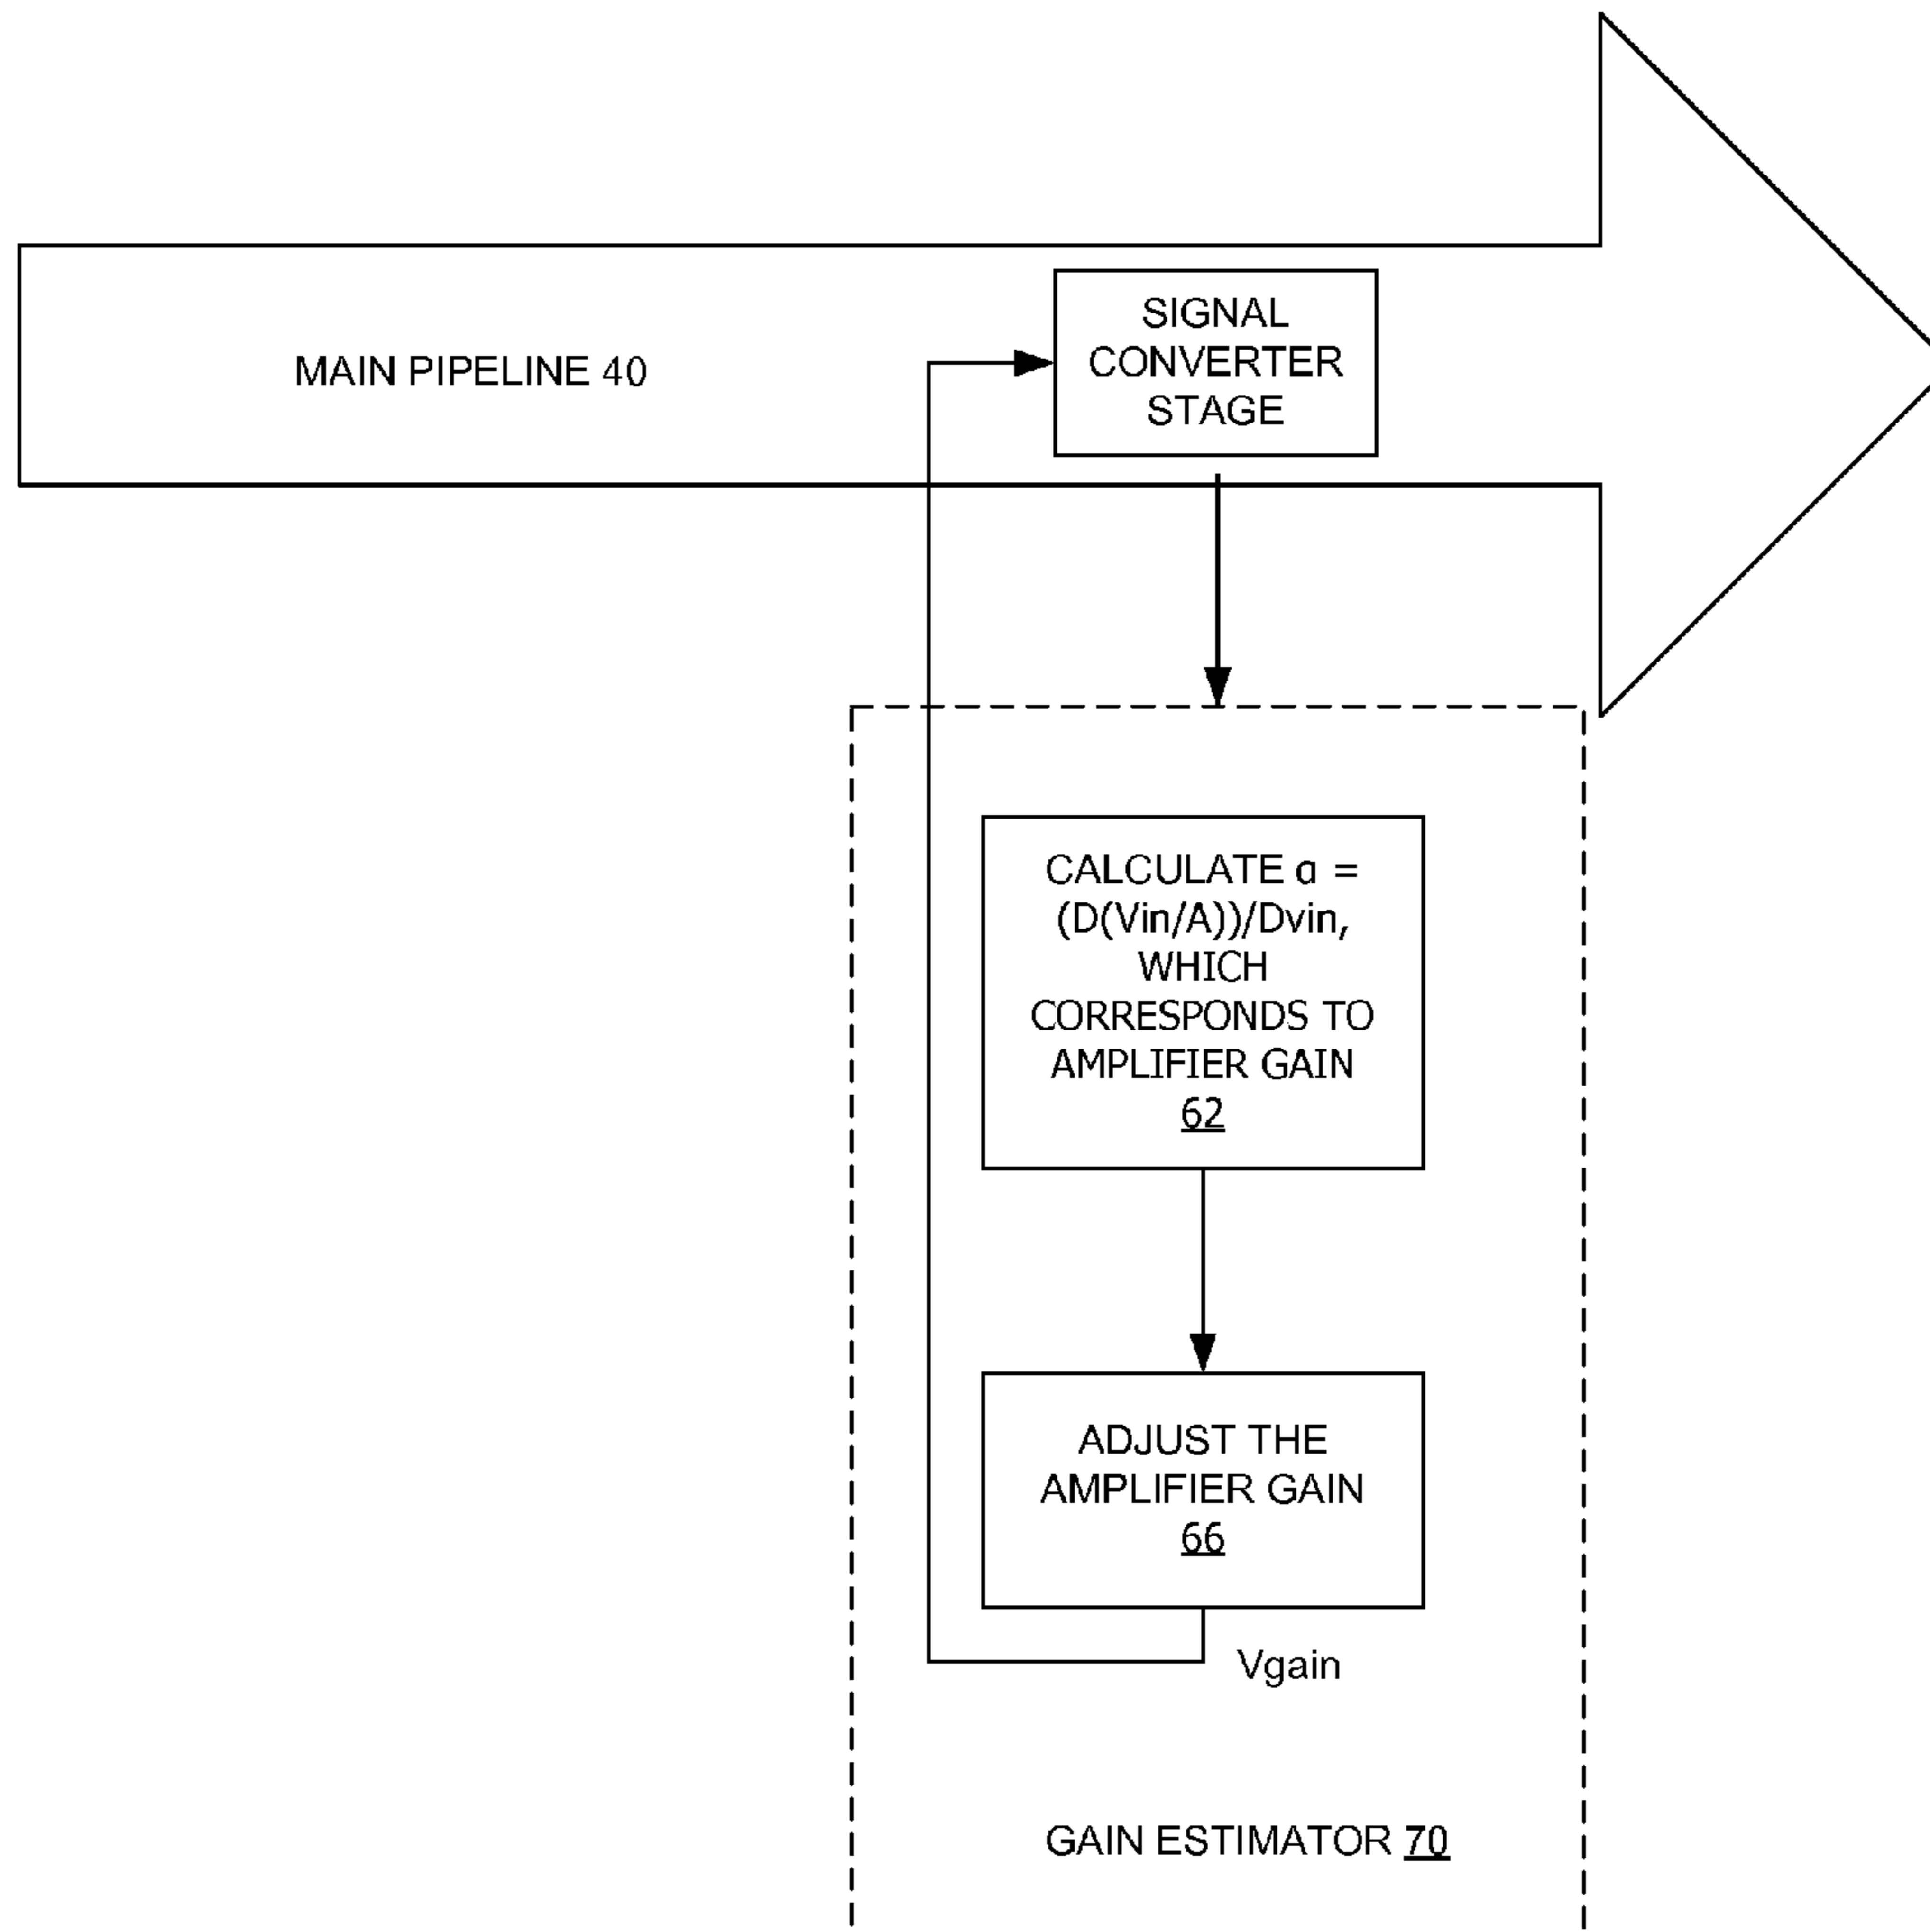 SIGNAL
CONVERTER
STAGE
MAIN PIPELINE 40
CALCULATE α =
(D(Vin/A))/Dvin,
WHICH
CORRESPONDS TO
AMPLIFIER GAIN
62
ADJUST THE
AMPLIFIER GAIN
66
Vgain
GAIN ESTIMATOR 70